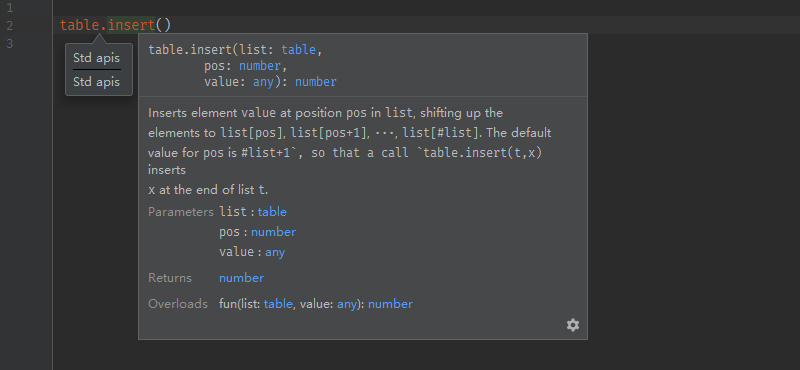 1
2 table.insert()
3
Std apis
Std apis
table.insert(list: table,
pos: number,
value: any): number
Inserts element value at position pos in list, shifting up the
elements to list[pos], list[pos+1], ···, list[#list]. The default
value for pos is #list+1`, so that a call `table.insert(t,x)
inserts
x at the end of list t.
Parameters list : table
pos : number
value : any
Returns number
Overloads fun(list: table, value: any): number